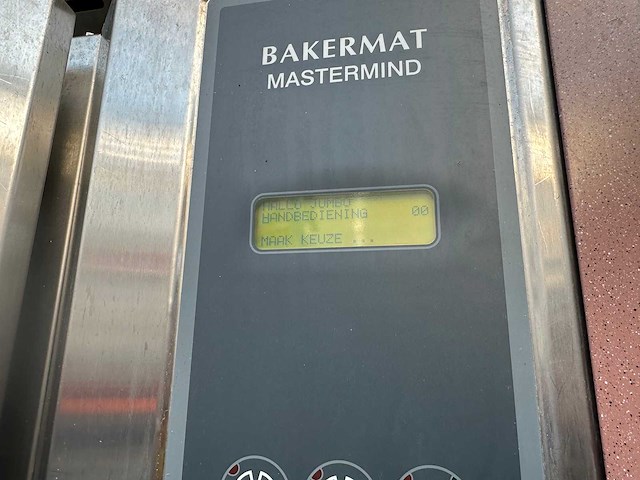 BAKERMAT
MASTERMIND
HALLO JUMBO
HANDBEDIENING 00
MAAK KEUZE ...